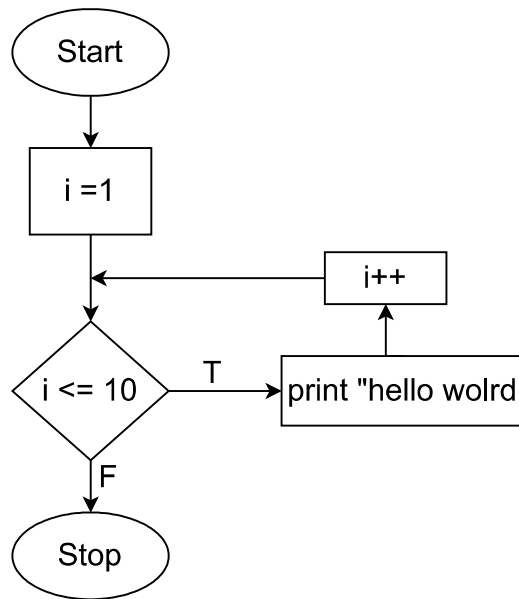 Start
i =1
i++
i <= 10
T
print "hello wolrd
F
Stop